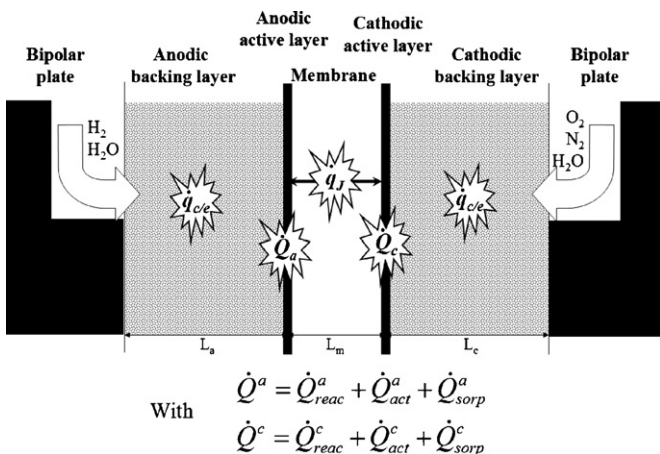 Anodic
active layer
Cathodic
active layer
Bipolar
plate
Anodic
backing layer
Membrane
Cathodic
backing layer
Bipolar
plate
H₂
H₂O
O₂
N₂
H₂O
q̇c/e
q̇J
q̇c/e
Q̇a
Q̇c
La
Lm
Lc
With
Q̇ᵃ = Q̇ᵃreac + Q̇ᵃact + Q̇ᵃsorp
Q̇ᶜ = Q̇ᶜreac + Q̇ᶜact + Q̇ᶜsorp